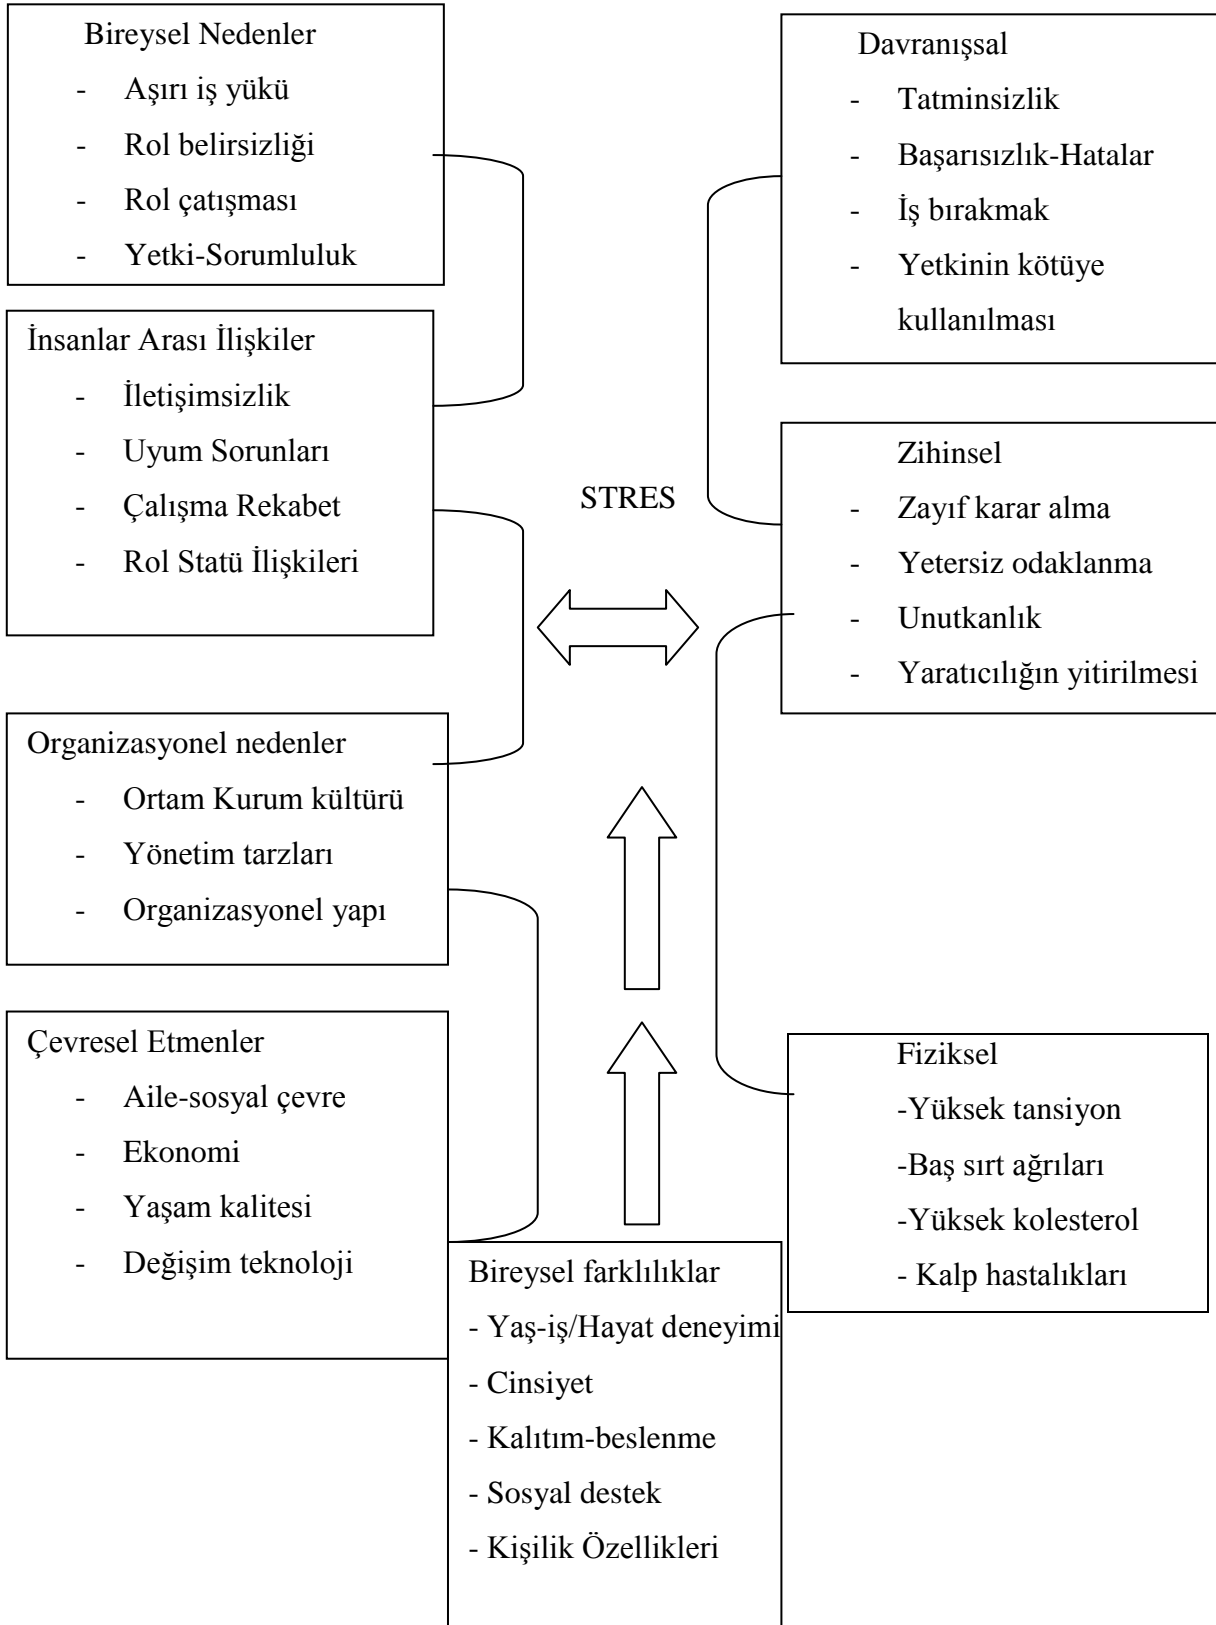 Bireysel Nedenler
- Aşırı iş yükü
- Rol belirsizliği
- Rol çatışması
- Yetki-Sorumluluk
İnsanlar Arası İlişkiler
- İletişimsizlik
- Uyum Sorunları
- Çalışma Rekabet
- Rol Statü İlişkileri
Organizasyonel nedenler
- Ortam Kurum kültürü
- Yönetim tarzları
- Organizasyonel yapı
Çevresel Etmenler
- Aile-sosyal çevre
- Ekonomi
- Yaşam kalitesi
- Değişim teknoloji
STRES
Bireysel farklılıklar
- Yaş-iş/Hayat deneyimi
- Cinsiyet
- Kalıtım-beslenme
- Sosyal destek
- Kişilik Özellikleri
Davranışsal
- Tatminsizlik
- Başarısızlık-Hatalar
- İş bırakmak
- Yetkinin kötüye
kullanılması
Zihinsel
- Zayıf karar alma
- Yetersiz odaklanma
- Unutkanlık
- Yaratıcılığın yitirilmesi
Fiziksel
-Yüksek tansiyon
-Baş sırt ağrıları
-Yüksek kolesterol
- Kalp hastalıkları